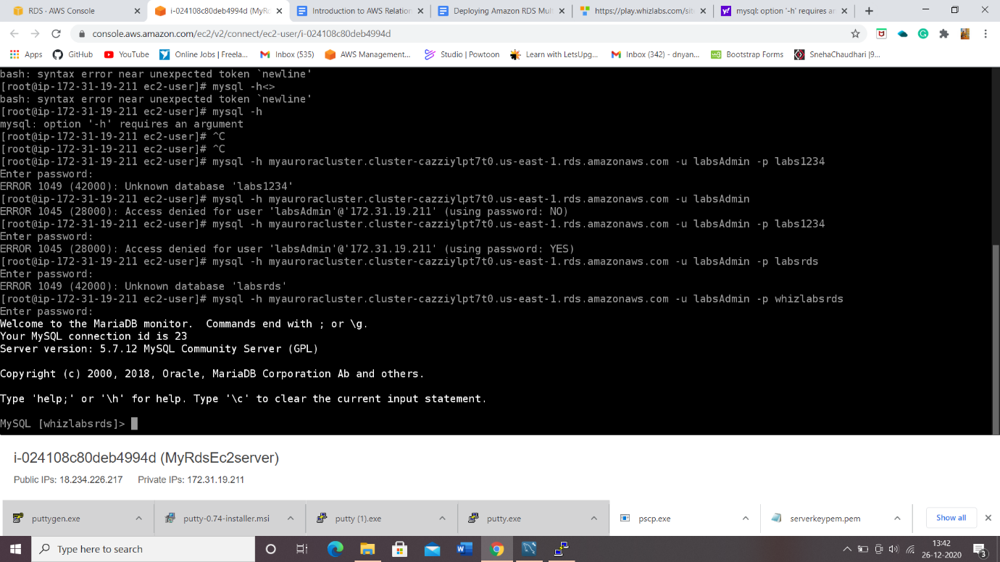 RDS · AWS Console
i-024108c80deb4994d (MyRd
Introduction to AWS Relation
Deploying Amazon RDS Mult
https://play.whizlabs.com/site
mysql: option '-h' requires an
console.aws.amazon.com/ec2/v2/connect/ec2-user/i-024108c80deb4994d
Apps
GitHub
YouTube
Online Jobs | Freela...
Inbox (535)
AWS Management...
Studio | Powtoon
Learn with LetsUpg...
Inbox (342) - dnyan...
Bootstrap Forms
SnehaChaudhari |9...
bash: syntax error near unexpected token `newline'
[root@ip-172-31-19-211 ec2-user]# mysql -h<>
bash: syntax error near unexpected token `newline'
[root@ip-172-31-19-211 ec2-user]# mysql -h
mysql: option '-h' requires an argument
[root@ip-172-31-19-211 ec2-user]# ^C
[root@ip-172-31-19-211 ec2-user]# ^C
[root@ip-172-31-19-211 ec2-user]# mysql -h myauroracluster.cluster-cazziylpt7t0.us-east-1.rds.amazonaws.com -u labsAdmin -p labs1234
Enter password:
ERROR 1049 (42000): Unknown database 'labs1234'
[root@ip-172-31-19-211 ec2-user]# mysql -h myauroracluster.cluster-cazziylpt7t0.us-east-1.rds.amazonaws.com -u labsAdmin
ERROR 1045 (28000): Access denied for user 'labsAdmin'@'172.31.19.211' (using password: NO)
[root@ip-172-31-19-211 ec2-user]# mysql -h myauroracluster.cluster-cazziylpt7t0.us-east-1.rds.amazonaws.com -u labsAdmin -p labs1234
Enter password:
ERROR 1045 (28000): Access denied for user 'labsAdmin'@'172.31.19.211' (using password: YES)
[root@ip-172-31-19-211 ec2-user]# mysql -h myauroracluster.cluster-cazziylpt7t0.us-east-1.rds.amazonaws.com -u labsAdmin -p labsrds
Enter password:
ERROR 1049 (42000): Unknown database 'labsrds'
[root@ip-172-31-19-211 ec2-user]# mysql -h myauroracluster.cluster-cazziylpt7t0.us-east-1.rds.amazonaws.com -u labsAdmin -p whizlabsrds
Enter password:
Welcome to the MariaDB monitor.  Commands end with ; or \g.
Your MySQL connection id is 23
Server version: 5.7.12 MySQL Community Server (GPL)
Copyright (c) 2000, 2018, Oracle, MariaDB Corporation Ab and others.
Type 'help;' or '\h' for help. Type '\c' to clear the current input statement.
MySQL [whizlabsrds]>
i-024108c80deb4994d (MyRdsEc2server)
Public IPs: 18.234.226.217 Private IPs: 172.31.19.211
puttygen.exe
putty-0.74-installer.msi
putty (1).exe
putty.exe
pscp.exe
serverkeypem.pem
Show all
Type here to search
13:42
26-12-2020
3